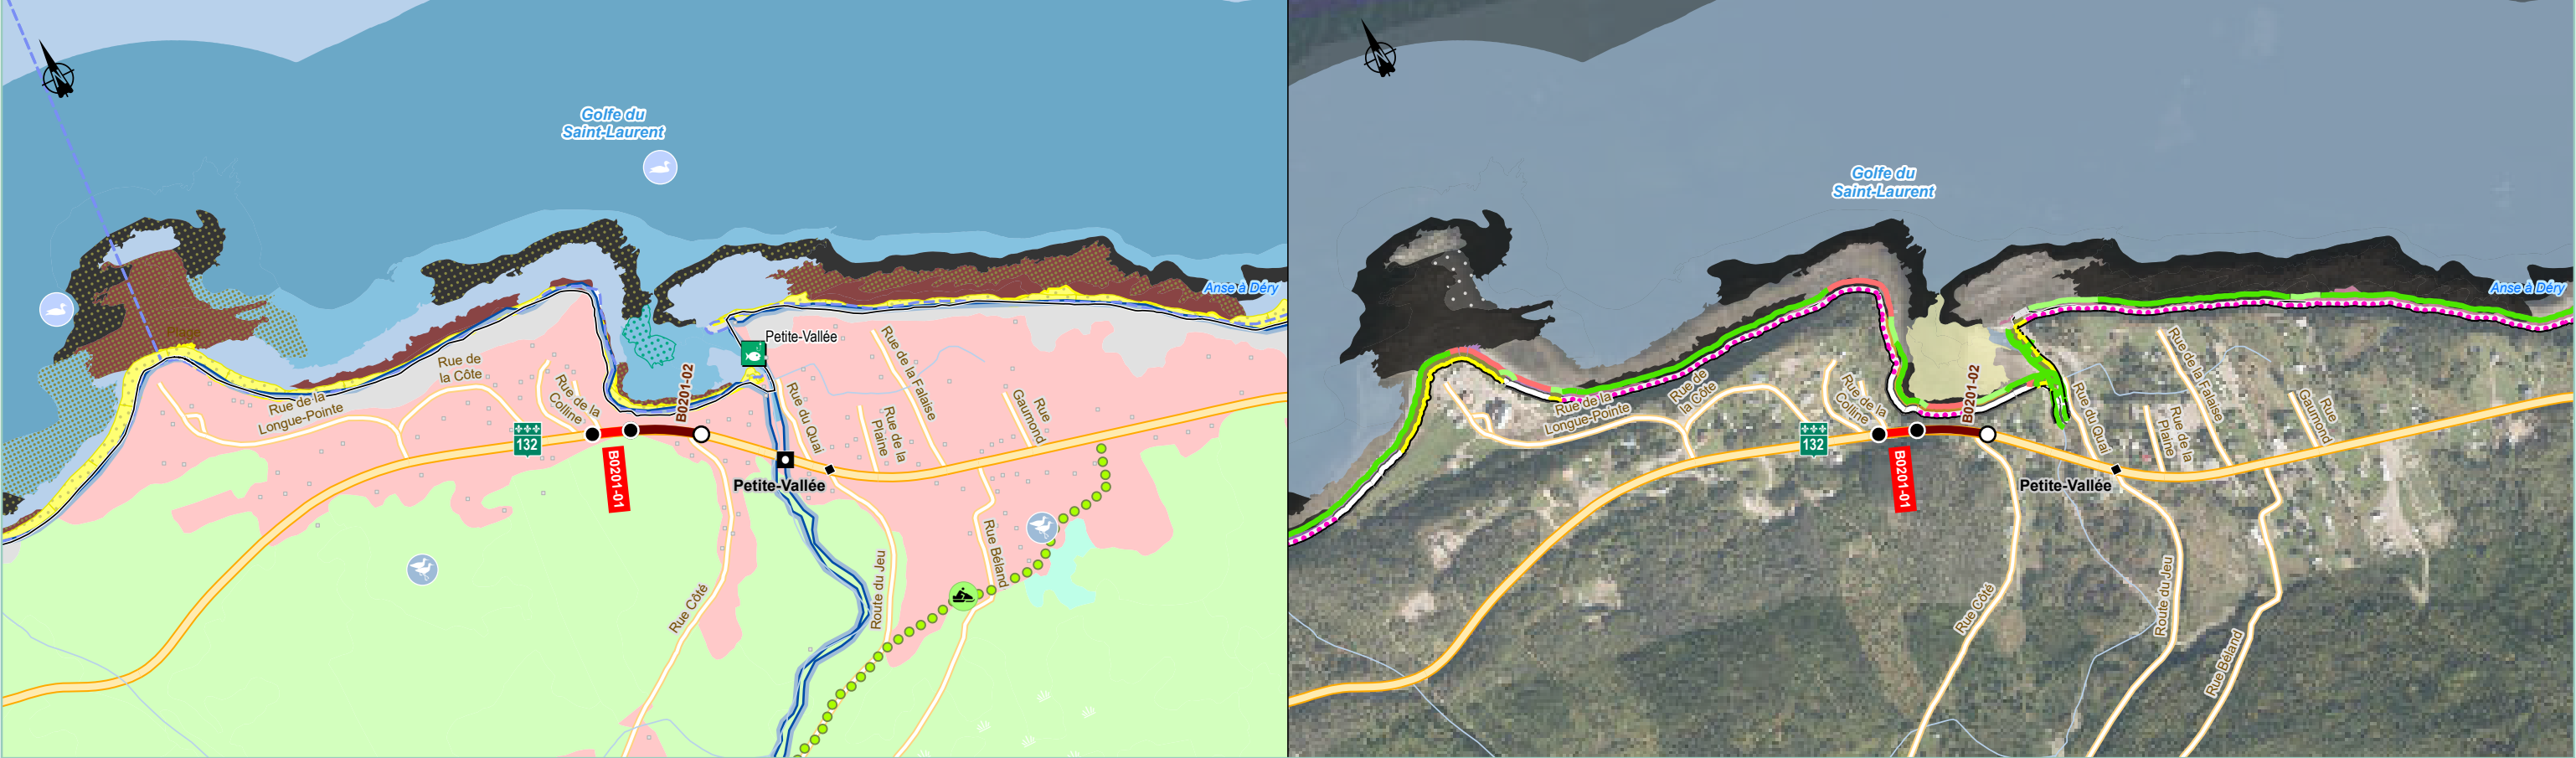 Golfe du
Saint-Laurent
Anse à Déry
Petite-Vallée
Rue de
la Côte
Rue de la
Longue-Pointe
Rue de la
Colline
B0201-02
Rue du Quai
Rue de la Falaise
Rue de la
Plaine
Rue
Gaumond
132
B0201-01
Petite-Vallée
Rue Béland
Route du Jeu
Rue Côté
Golfe du
Saint-Laurent
Anse à Déry
Rue de
la Côte
Rue de la
Longue-Pointe
Rue de la
Colline
B0201-02
Rue du Quai
Rue de la Falaise
Rue de la
Plaine
Rue
Gaumond
132
B0201-01
Petite-Vallée
Route du Jeu
Rue Côté
Rue Béland